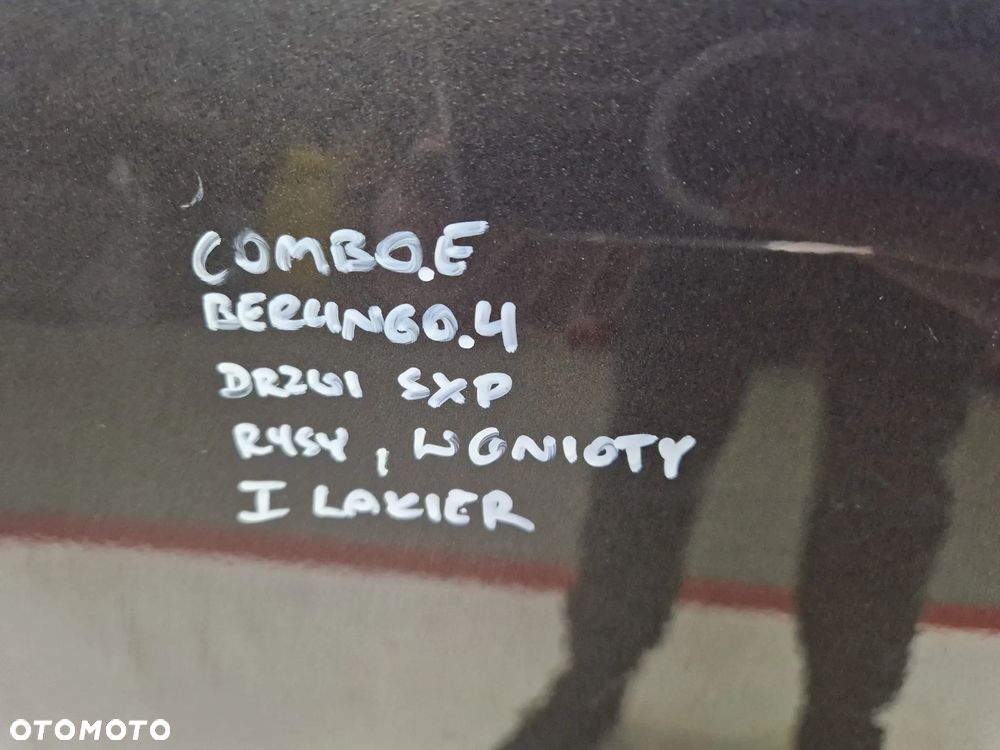 COMBO.E
BERLINGO.4
DRZWI SXP
RYSY, WGNIOTY
I LAKIER
OTOMOTO